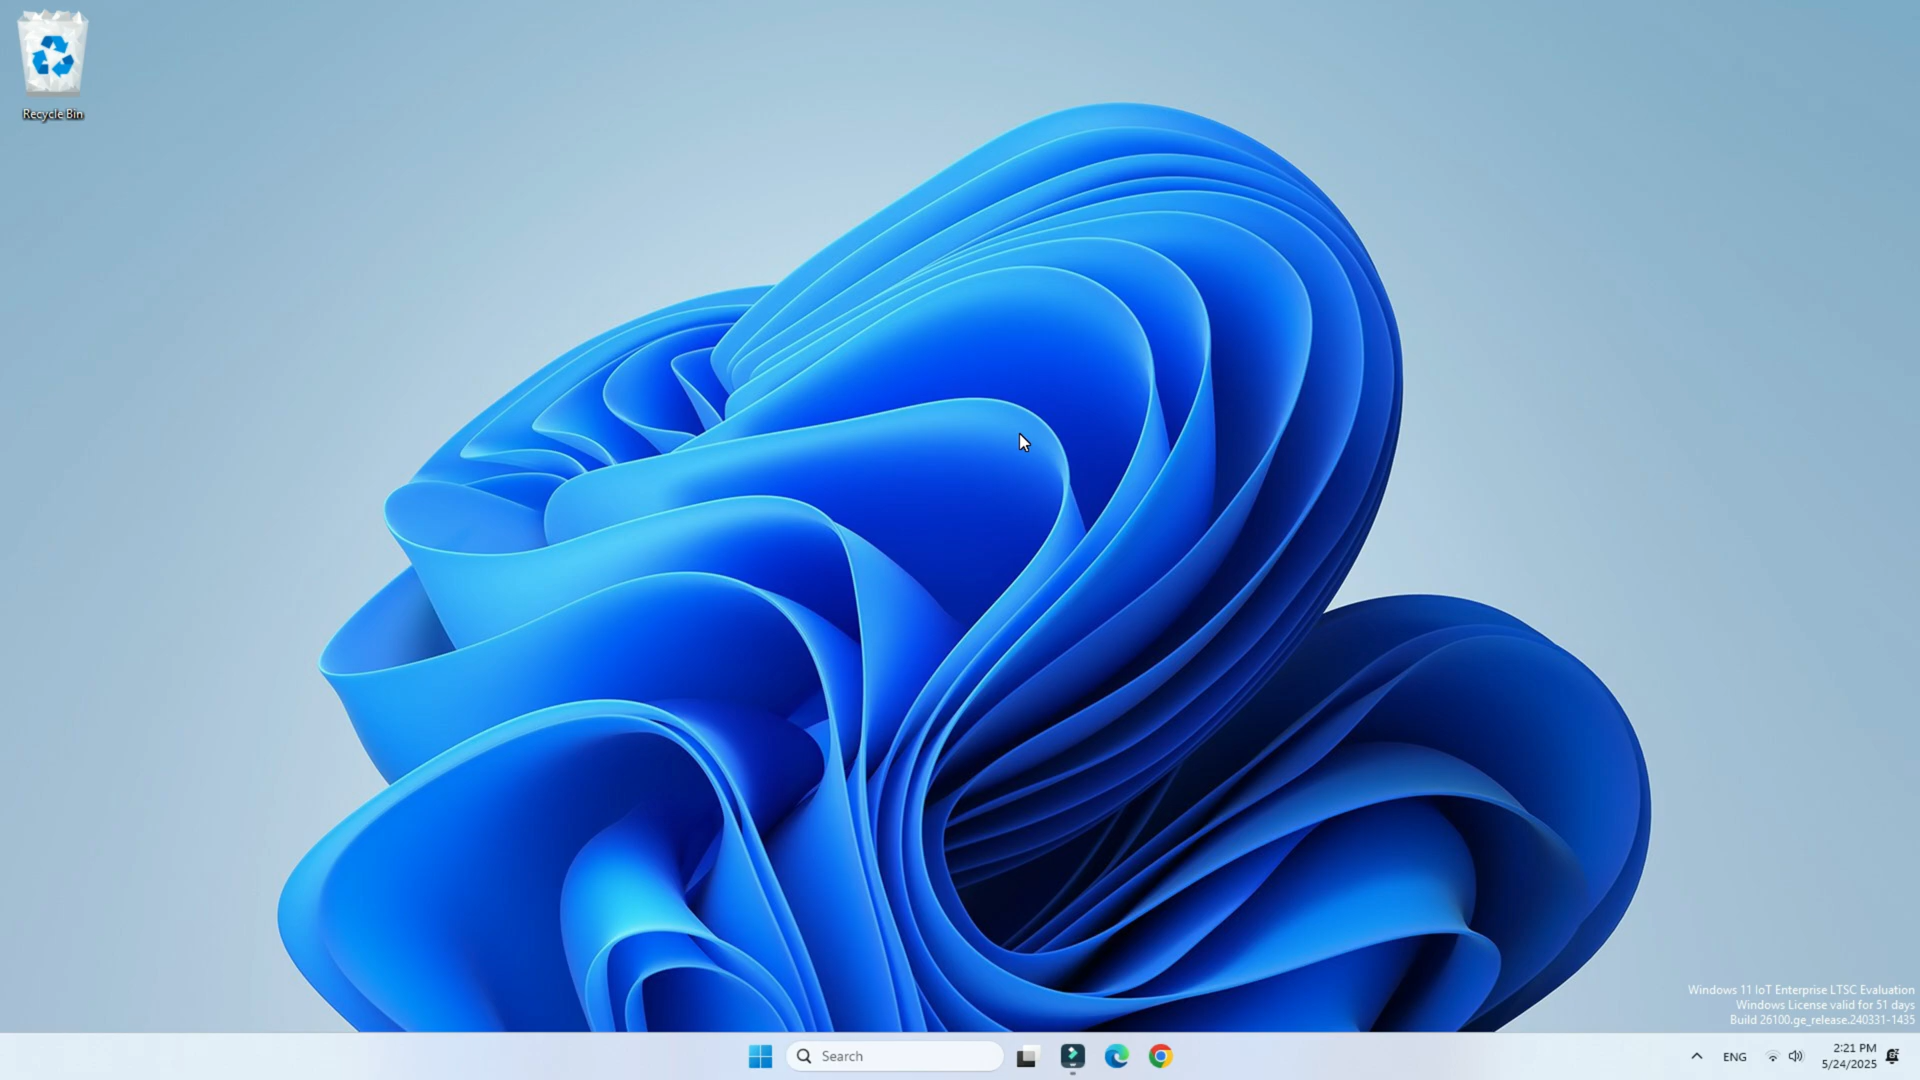 Recycle Bin
Windows 11 IoT Enterprise LTSC Evaluation
Windows License valid for 51 days
Build 26100.ge_release.240331-1435
Search
ENG
2:21 PM
5/24/2025